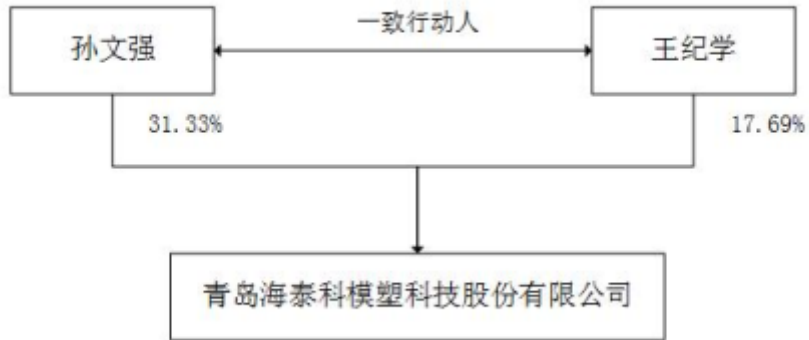 一致行动人
孙文强
王纪学
31.33%
17.69%
青岛海泰科模塑科技股份有限公司